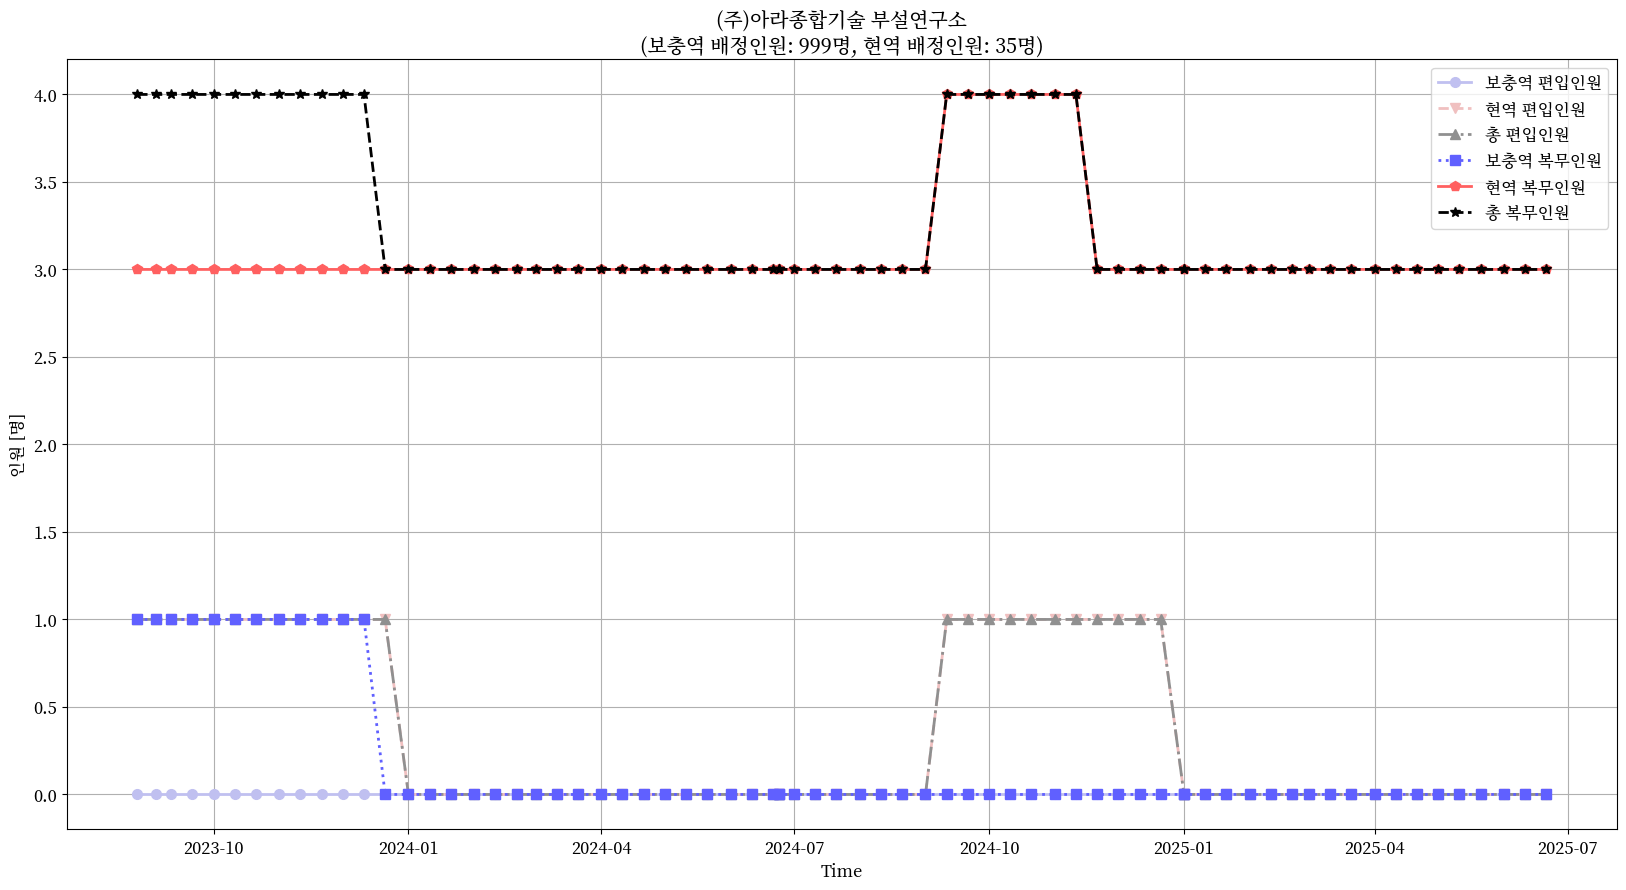 (주)아라종합기술 부설연구소
(보충역 배정인원: 999명, 현역 배정인원: 35명)
보충역 편입인원
현역 편입인원
총 편입인원
보충역 복무인원
현역 복무인원
총 복무인원
인원 [명]
4.0
3.5
3.0
2.5
2.0
1.5
1.0
0.5
0.0
2023-10
2024-01
2024-04
2024-07
2024-10
2025-01
2025-04
2025-07
Time